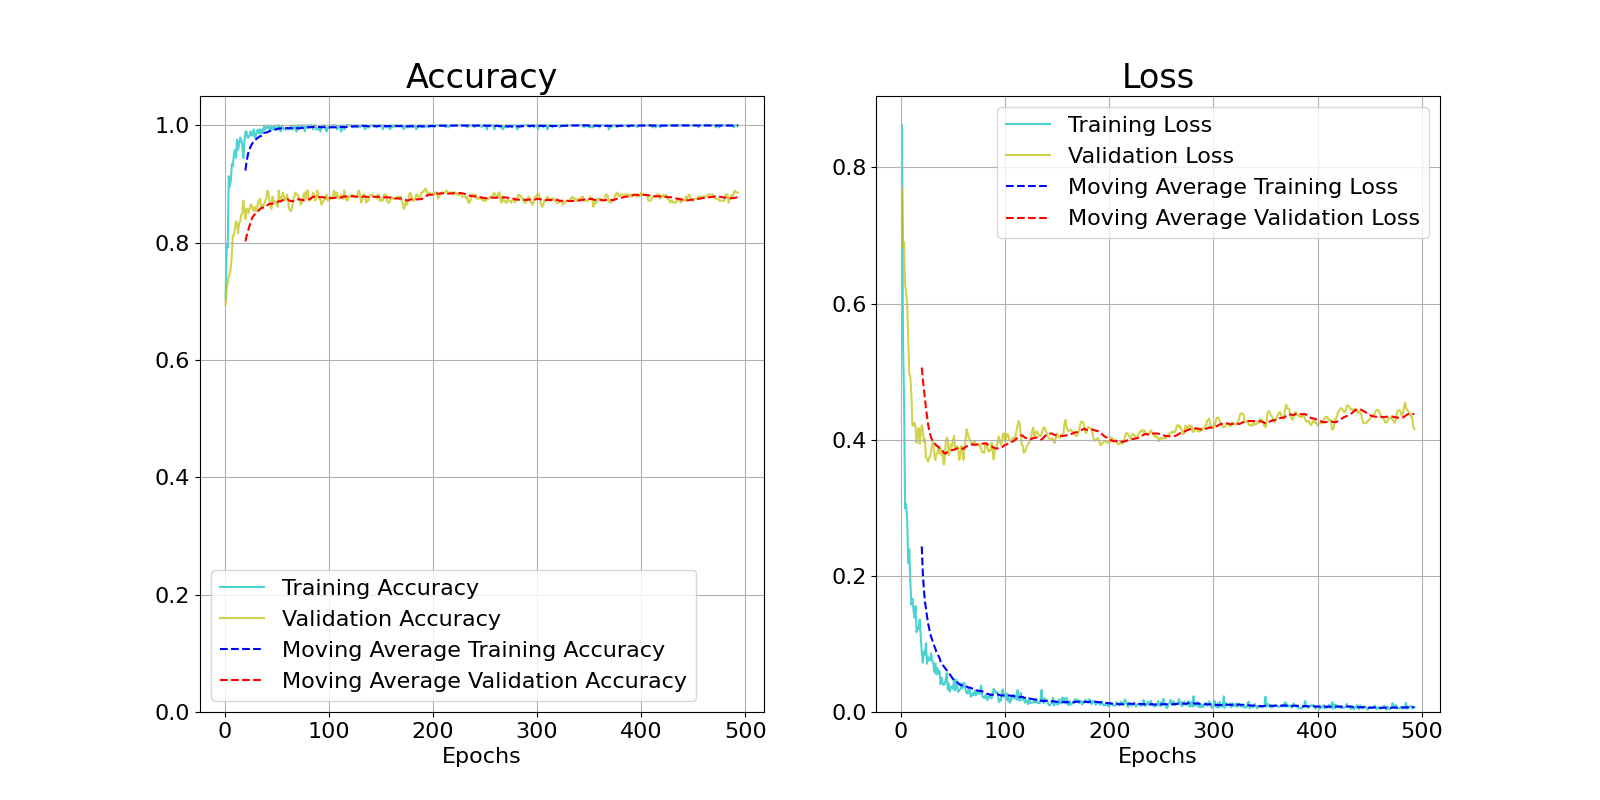 Accuracy
1.0
0.8
0.6
0.4
0.2
0.0
Training Accuracy
Validation Accuracy
Moving Average Training Accuracy
Moving Average Validation Accuracy
0 100 200 300 400 500
Epochs
Loss
0.8
0.6
0.4
0.2
0.0
Training Loss
Validation Loss
Moving Average Training Loss
Moving Average Validation Loss
0 100 200 300 400 500
Epochs